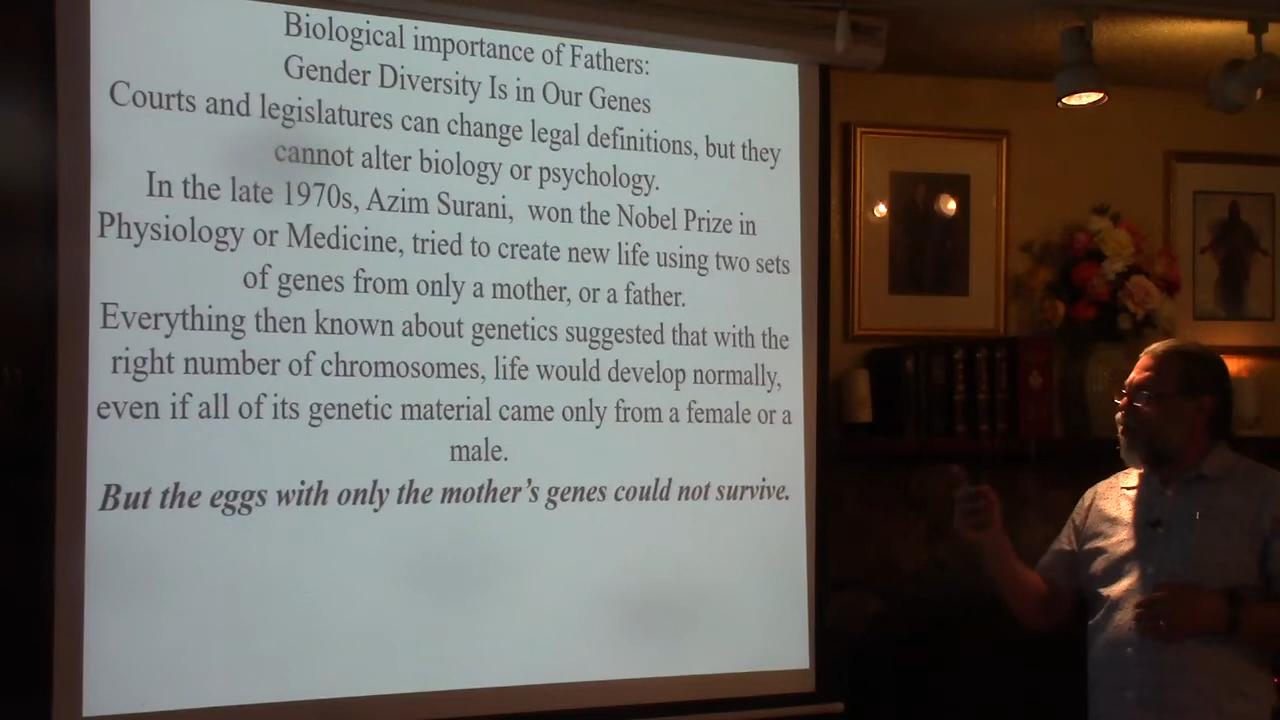 Biological importance of Fathers:
Gender Diversity Is in Our Genes
Courts and legislatures can change legal definitions, but they
cannot alter biology or psychology.
In the late 1970s, Azim Surani,  won the Nobel Prize in
Physiology or Medicine, tried to create new life using two sets
of genes from only a mother, or a father.
Everything then known about genetics suggested that with the
right number of chromosomes, life would develop normally,
even if all of its genetic material came only from a female or a
male.
But the eggs with only the mother’s genes could not survive.